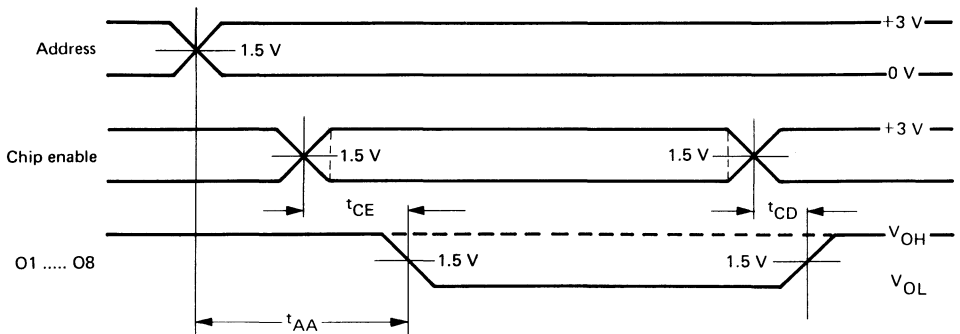 +3 V
Address
1.5 V
0 V
+3 V
Chip enable
1.5 V
1.5 V
tCE
tCD
VOH
O1 ..... O8
1.5 V
1.5 V
VOL
tAA